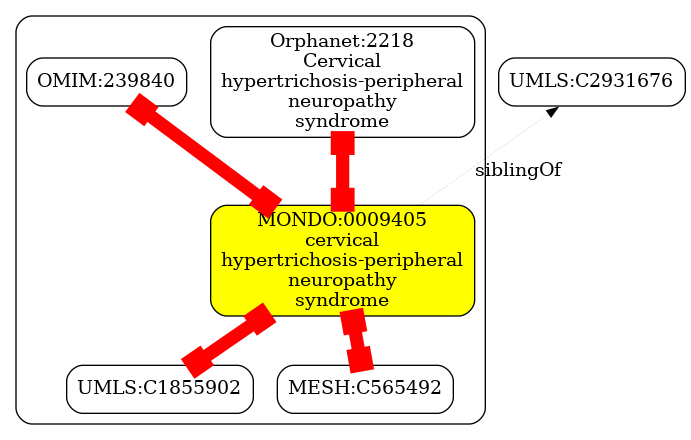 Orphanet:2218
Cervical
hypertrichosis-peripheral
neuropathy
syndrome
OMIM:239840
UMLS:C2931676
siblingOf
MONDO:0009405
cervical
hypertrichosis-peripheral
neuropathy
syndrome
UMLS:C1855902
MESH:C565492